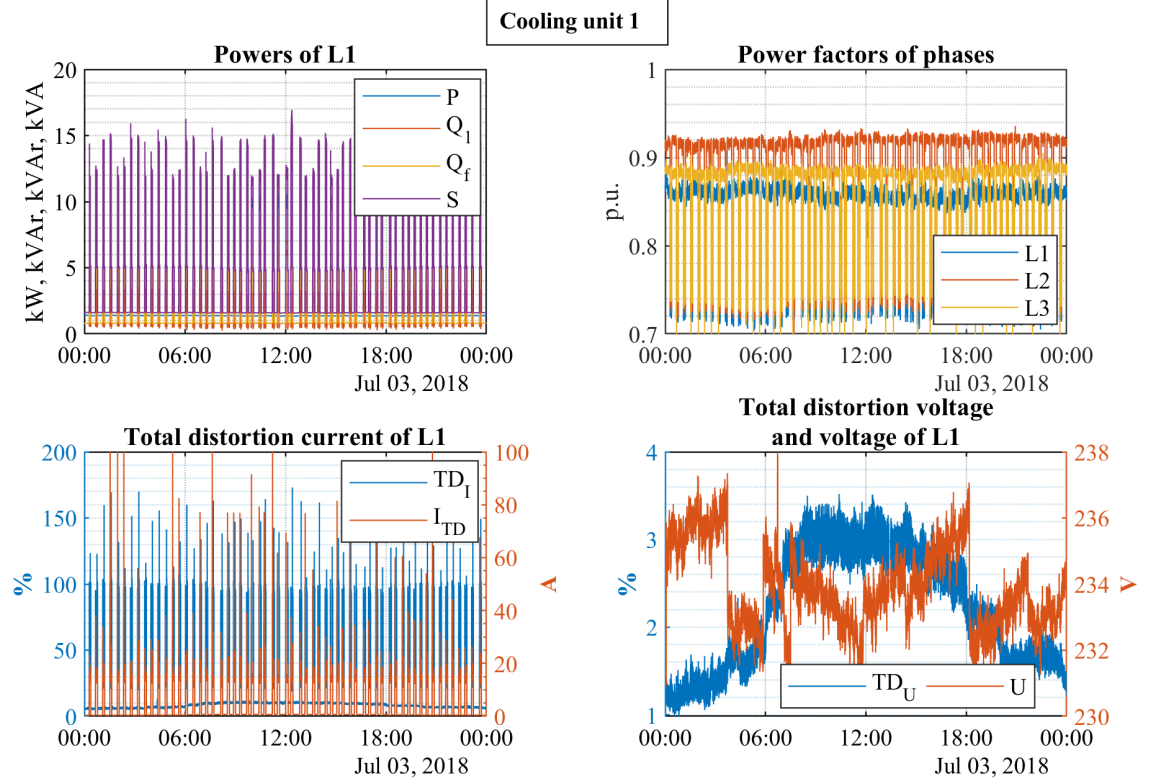 Cooling unit 1
Powers of L1
kW, kVAr, kVAr, kVA
20
15
10
5
0
P
Q_l
Q_f
S
00:00 06:00 12:00 18:00 00:00
Jul 03, 2018
Power factors of phases
p.u.
1
0.9
0.8
0.7
L1
L2
L3
00:00 06:00 12:00 18:00 00:00
Jul 03, 2018
Total distortion current of L1
%
200
150
100
50
0
TD_I
I_TD
100
80
60
40
20
0
A
00:00 06:00 12:00 18:00 00:00
Jul 03, 2018
Total distortion voltage
and voltage of L1
%
4
3
2
1
TD_U U
238
236
234
232
230
V
00:00 06:00 12:00 18:00 00:00
Jul 03, 2018